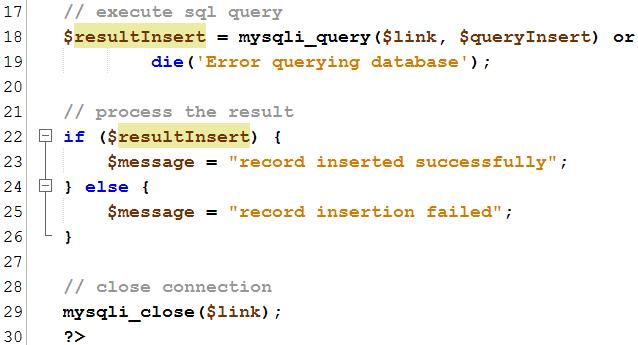 17 // execute sql query
18 $resultInsert = mysqli_query($link, $queryInsert) or
19 die('Error querying database');
20
21 // process the result
22 if ($resultInsert) {
23 $message = "record inserted successfully";
24 } else {
25 $message = "record insertion failed";
26 }
27
28 // close connection
29 mysqli_close($link);
30 ?>